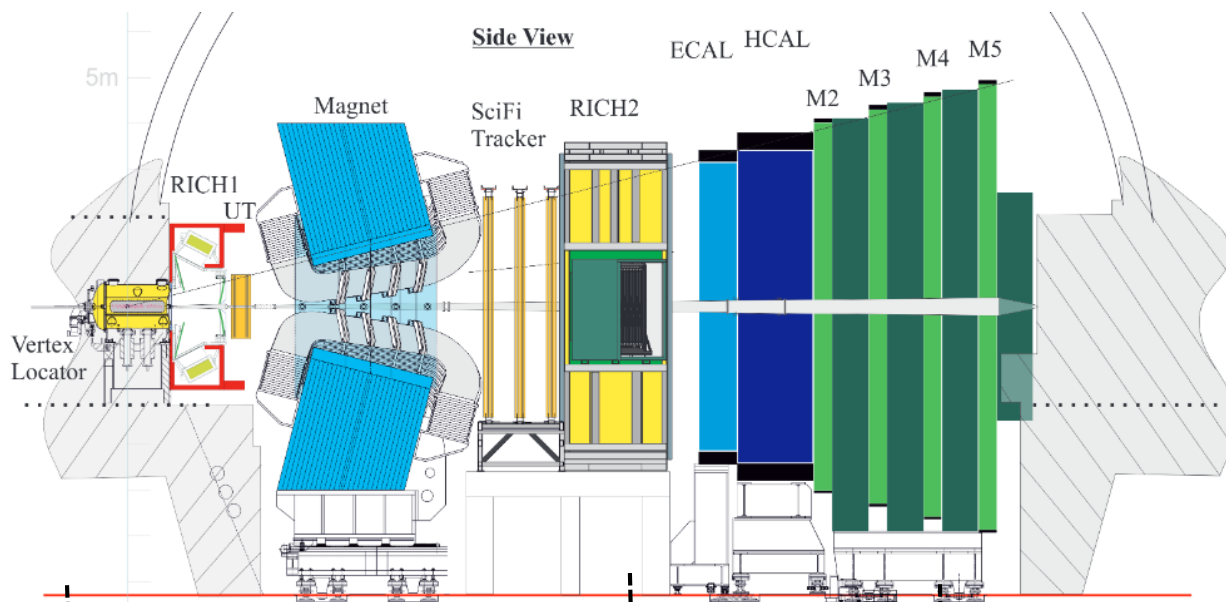 Side View
ECAL
HCAL
5m
Magnet
SciFi
Tracker
RICH2
M2
M3
M4
M5
RICH1
UT
Vertex
Locator